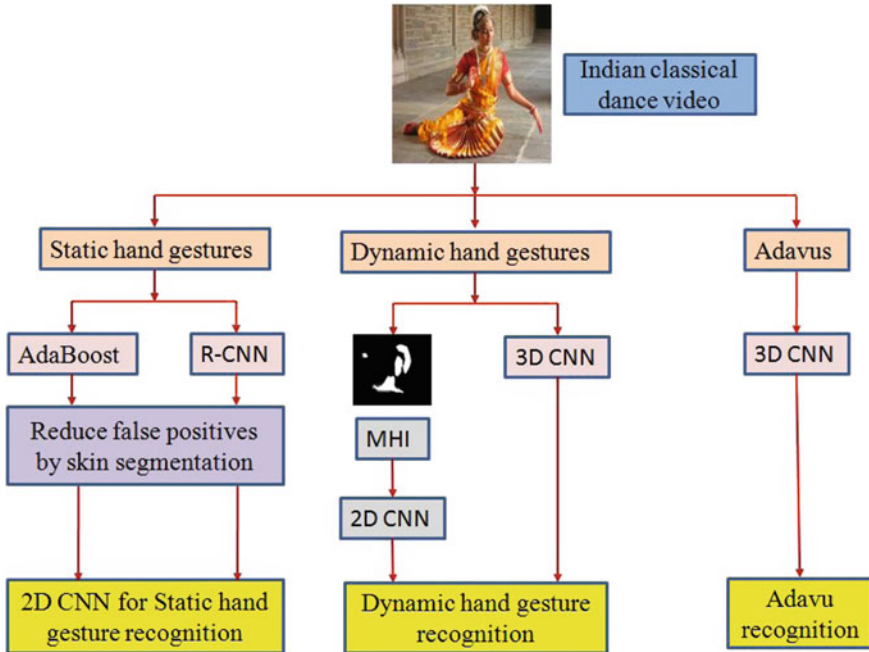 Indian classical
dance video
Static hand gestures
Dynamic hand gestures
Adavus
AdaBoost
R-CNN
3D CNN
3D CNN
Reduce false positives
by skin segmentation
MHI
2D CNN
2D CNN for Static hand
gesture recognition
Dynamic hand gesture
recognition
Adavu
recognition